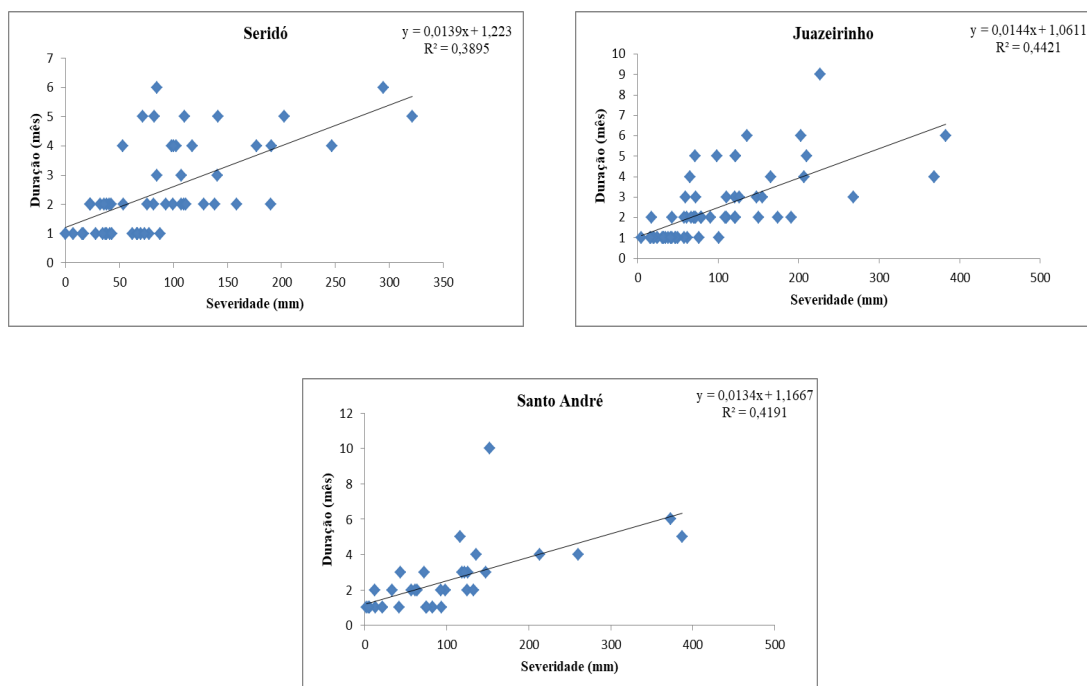 Seridó
y = 0,0139x + 1,223
R² = 0,3895
7
6
5
4
3
2
1
0
Duração (mês)
0 50 100 150 200 250 300 350
Severidade (mm)
Juazeirinho
y = 0,0144x + 1,0611
R² = 0,4421
10
9
8
7
6
5
4
3
2
1
0
Duração (mês)
0 100 200 300 400 500
Severidade (mm)
Santo André
y = 0,0134x + 1,1667
R² = 0,4191
12
10
8
6
4
2
0
Duração (mês)
0 100 200 300 400 500
Severidade (mm)